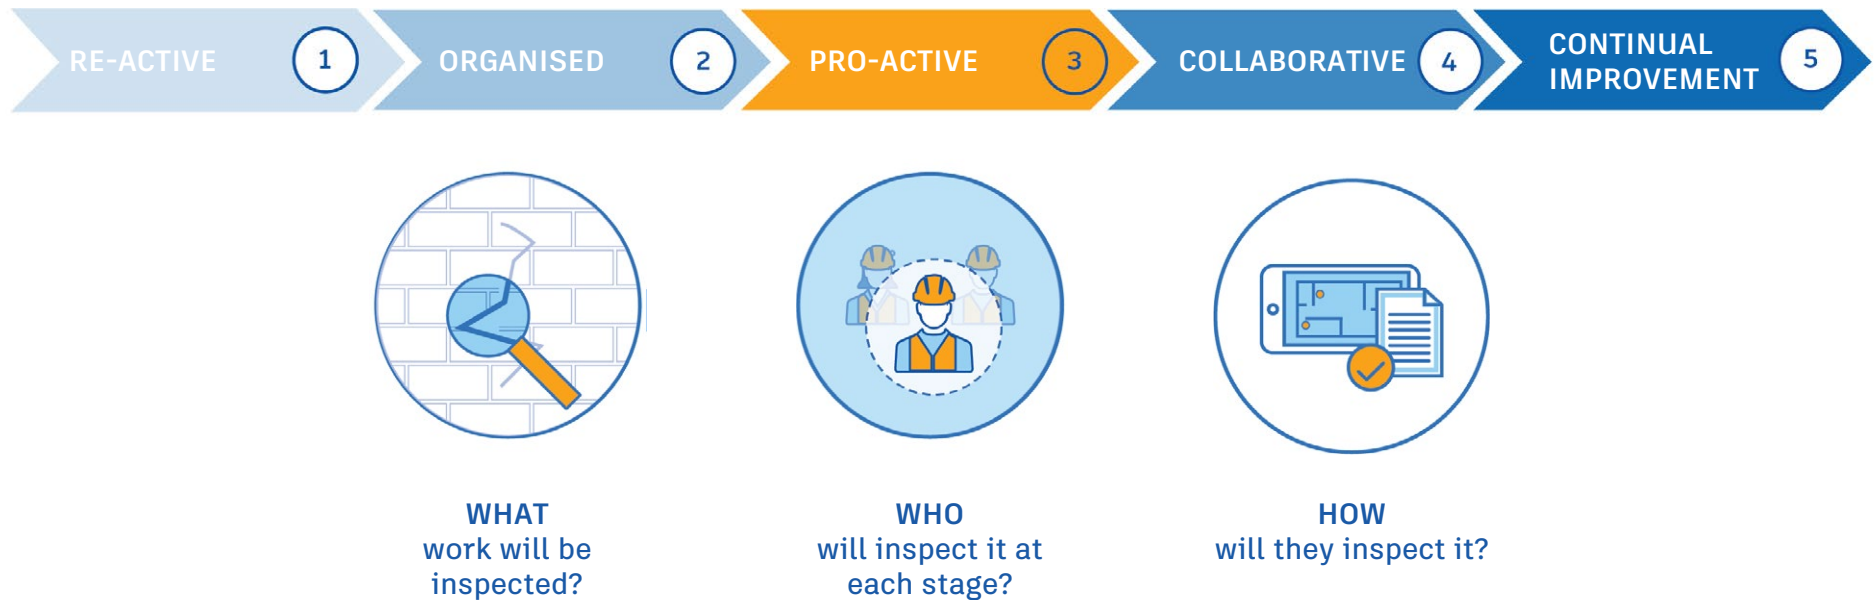 RE-ACTIVE
1
ORGANISED
2
PRO-ACTIVE
3
COLLABORATIVE
4
CONTINUAL
IMPROVEMENT
5
WHAT
work will be
inspected?
WHO
will inspect it at
each stage?
HOW
will they inspect it?